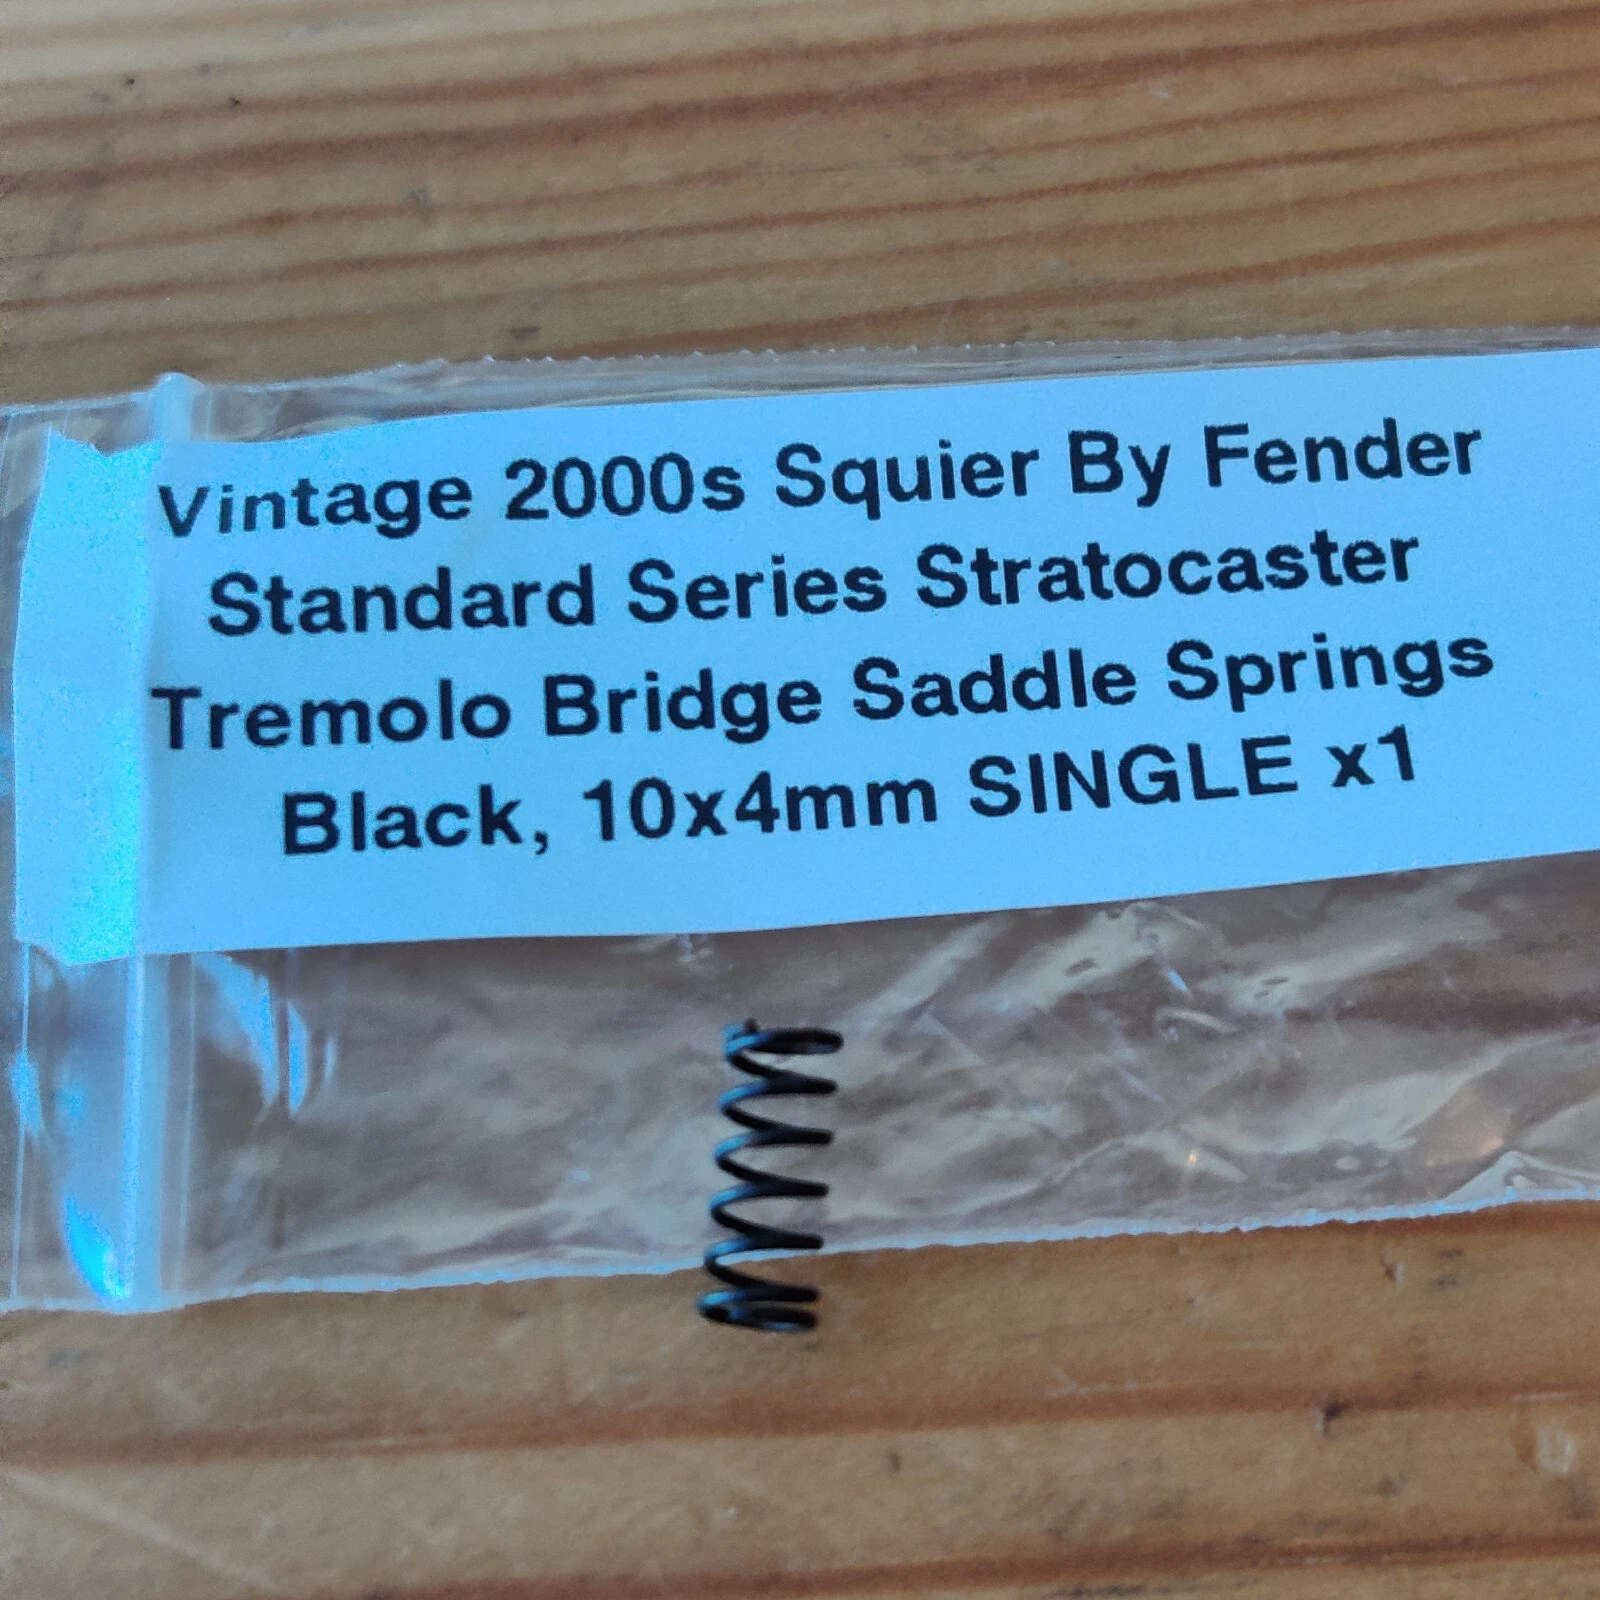 Vintage 2000s Squier By Fender
Standard Series Stratocaster
Tremolo Bridge Saddle Springs
Black, 10x4mm SINGLE x1